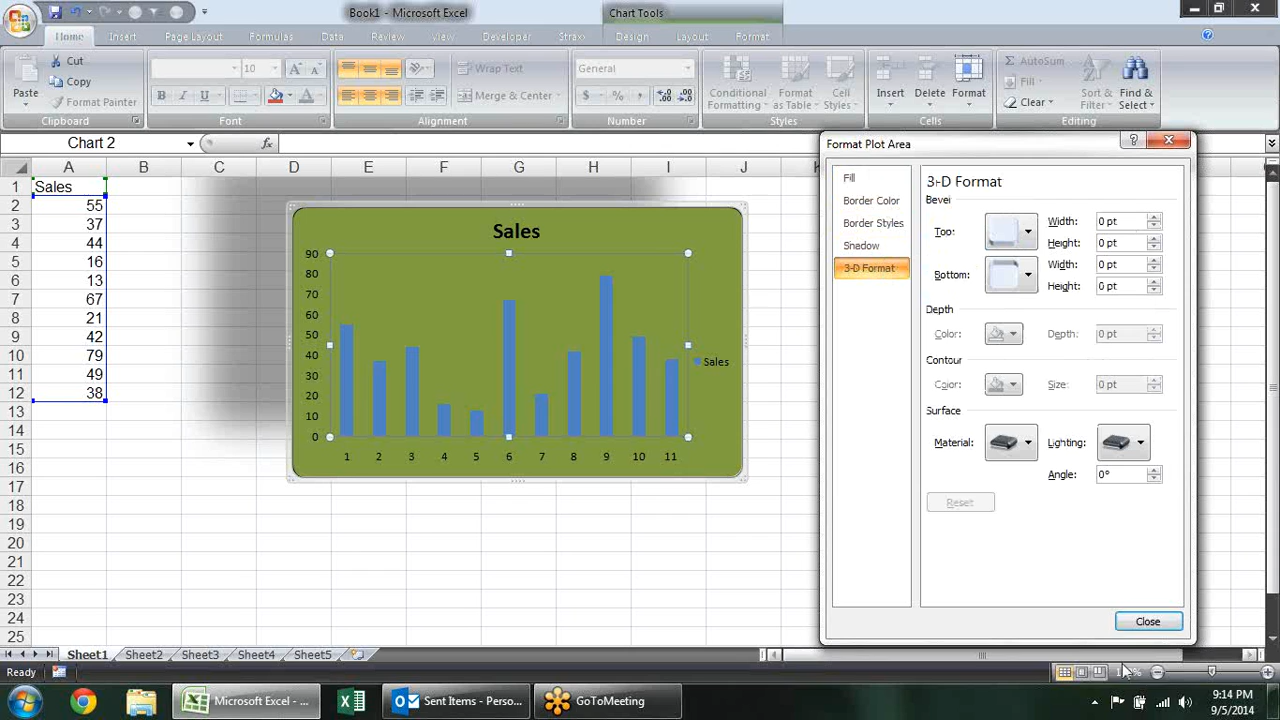 Book1 - Microsoft Excel
Chart Tools
Home Insert Page Layout Formulas Data Review View Developer Design Layout Format
Paste
Cut
Copy
Format Painter
Clipboard
10 A A
B I U
Font
Wrap Text
Merge & Center
Alignment
General
$ % ,
Number
Conditional Formatting
Format as Table
Cell Styles
Styles
Insert
Delete
Format
Cells
AutoSum
Fill
Clear
Sort & Filter
Find & Select
Editing
Chart 2
fx
A B C D E F G H I J
1 Sales
2 55
3 37
4 44
5 16
6 13
7 67
8 21
9 42
10 79
11 49
12 38
13
14
15
16
17
18
19
20
21
22
23
24
25
Sales
90
80
70
60
50
40
30
20
10
0
1 2 3 4 5 6 7 8 9 10 11
Sales
Format Plot Area
Fill
Border Color
Border Styles
Shadow
3-D Format
3-D Format
Bevel
Top:
Width: 0 pt
Height: 0 pt
Bottom:
Width: 0 pt
Height: 0 pt
Depth
Color:
Depth: 0 pt
Contour
Color:
Size: 0 pt
Surface
Material:
Lighting:
Angle: 0°
Reset
Close
Sheet1 Sheet2 Sheet3 Sheet4 Sheet5
Ready
Microsoft Excel - ...
Sent Items - Perso...
GoToMeeting
9:14 PM
9/5/2014